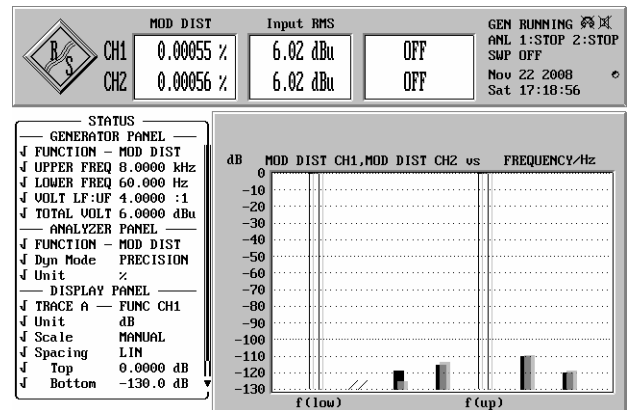 MOD DIST Input RMS
R&S
CH1 0.00055 % 6.02 dBu OFF
CH2 0.00056 % 6.02 dBu OFF
GEN RUNNING
ANL 1:STOP 2:STOP
SWP OFF
Nov 22 2008
Sat 17:18:56
STATUS
GENERATOR PANEL
FUNCTION - MOD DIST
UPPER FREQ 8.0000 kHz
LOWER FREQ 60.000 Hz
VOLT LF:UF 4.0000 :1
TOTAL VOLT 6.0000 dBu
ANALYZER PANEL
FUNCTION - MOD DIST
Dyn Mode PRECISION
Unit %
DISPLAY PANEL
TRACE A — FUNC CH1
Unit dB
Scale MANUAL
Spacing LIN
Top 0.0000 dB
Bottom -130.0 dB
dB MOD DIST CH1,MOD DIST CH2 vs FREQUENCY/Hz
0
-10
-20
-30
-40
-50
-60
-70
-80
-90
-100
-110
-120
-130
f(low) f(up)